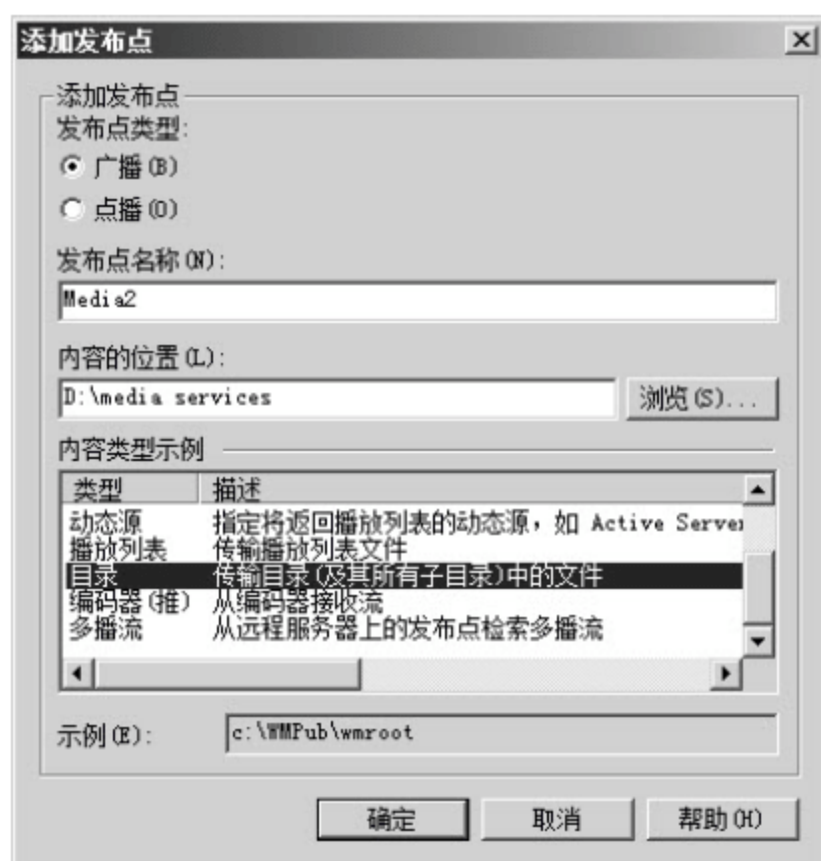 添加发布点
添加发布点
发布点类型:
广播(B)
点播(O)
发布点名称(N):
Media2
内容的位置(L):
D:\media services
浏览(S)...
内容类型示例
类型 描述
动态源 指定将返回播放列表的动态源，如 Active Server
播放列表 传输播放列表文件
目录 传输目录(及其所有子目录)中的文件
编码器(推) 从编码器接收流
多播流 从远程服务器上的发布点检索多播流
示例(E): c:\WMPub\wmroot
确定 取消 帮助(H)